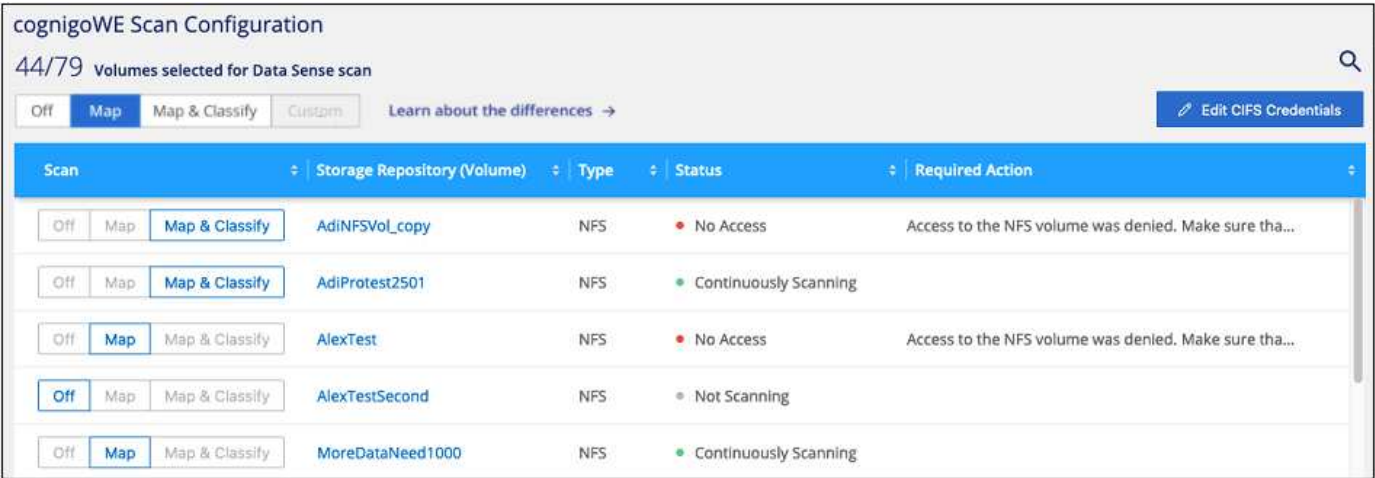 cognigoWE Scan Configuration
44/79 Volumes selected for Data Sense scan
Off Map Map & Classify Custom Learn about the differences → Edit CIFS Credentials
Scan Storage Repository (Volume) Type Status Required Action
Off Map Map & Classify AdiNFSVol_copy NFS No Access Access to the NFS volume was denied. Make sure tha...
Off Map Map & Classify AdiProtest2501 NFS Continuously Scanning
Off Map Map & Classify AlexTest NFS No Access Access to the NFS volume was denied. Make sure tha...
Off Map Map & Classify AlexTestSecond NFS Not Scanning
Off Map Map & Classify MoreDataNeed1000 NFS Continuously Scanning